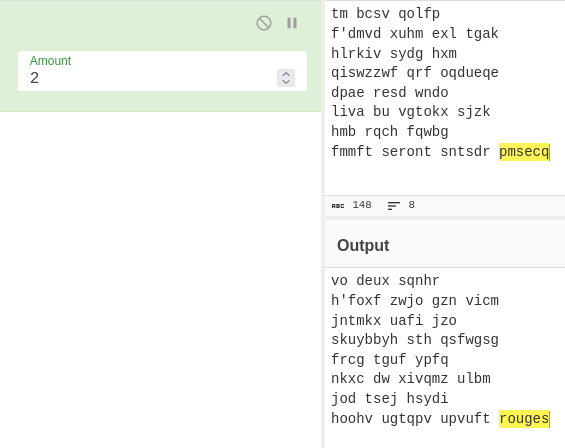 Amount
2
tm bcsv qolfp
f'dmvd xuhm exl tgak
hlrkiv sydg hxm
qiswzzwf qrf oqdueqe
dpae resd wndo
liva bu vgtokx sjzk
hmb rqch fqwbg
fmmft seront sntsdr pmsecq
ABC 148 8
Output
vo deux sqnhr
h'foxf zwjo gzn vicm
jntmkx uafi jzo
skuybbyh sth qsfwgsg
frcg tguf ypfq
nkxc dw xivqmz ulbm
jod tsej hsydi
hoohv ugtqpv upvuft rouges